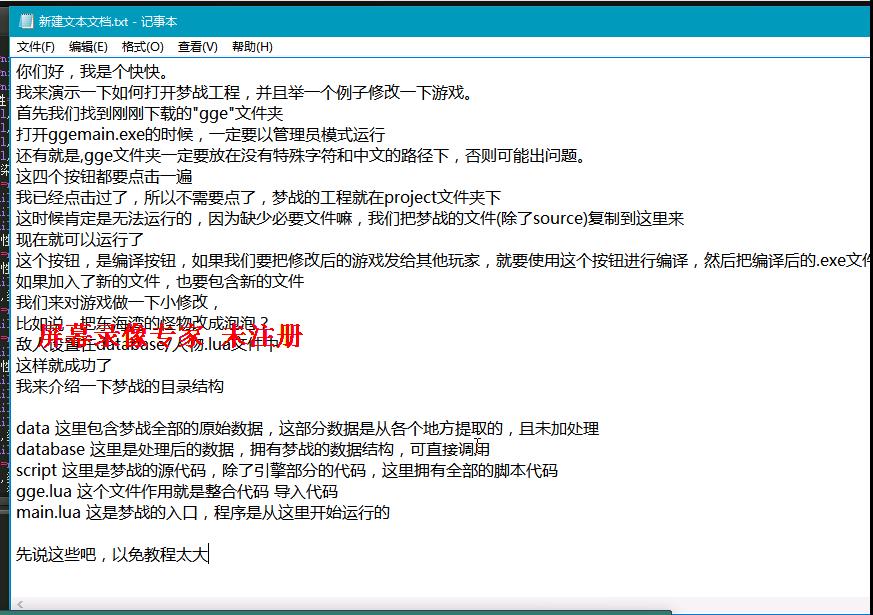 新建文本文档.txt - 记事本
文件(F) 编辑(E) 格式(O) 查看(V) 帮助(H)
你们好，我是个快快。
我来演示一下如何打开梦战工程，并且举一个例子修改一下游戏。
首先我们找到刚刚下载的"gge"文件夹
打开ggemain.exe的时候，一定要以管理员模式运行
还有就是,gge文件夹一定要放在没有特殊字符和中文的路径下，否则可能出问题。
这四个按钮都要点击一遍
我已经点击过了，所以不需要点了，梦战的工程就在project文件夹下
这时候肯定是无法运行的，因为缺少必要文件嘛，我们把梦战的文件(除了source)复制到这里来
现在就可以运行了
这个按钮，是编译按钮，如果我们要把修改后的游戏发给其他玩家，就要使用这个按钮进行编译，然后把编译后的.exe文件
如果加入了新的文件，也要包含新的文件
我们来对游戏做一下小修改，
比如说，把东海湾的怪物改成泡泡？
屏幕录像专家 未注册
敌人设置在database/人物.lua文件中
这样就成功了
我来介绍一下梦战的目录结构
data 这里包含梦战全部的原始数据，这部分数据是从各个地方提取的，且未加处理
database 这里是处理后的数据，拥有梦战的数据结构，可直接调用
script 这里是梦战的源代码，除了引擎部分的代码，这里拥有全部的脚本代码
gge.lua 这个文件作用就是整合代码 导入代码
main.lua 这是梦战的入口，程序是从这里开始运行的
先说这些吧，以免教程太大